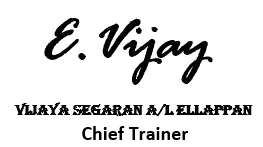 E. Vijay
VIJAYA SEGARAN A/L ELLAPPAN
Chief Trainer